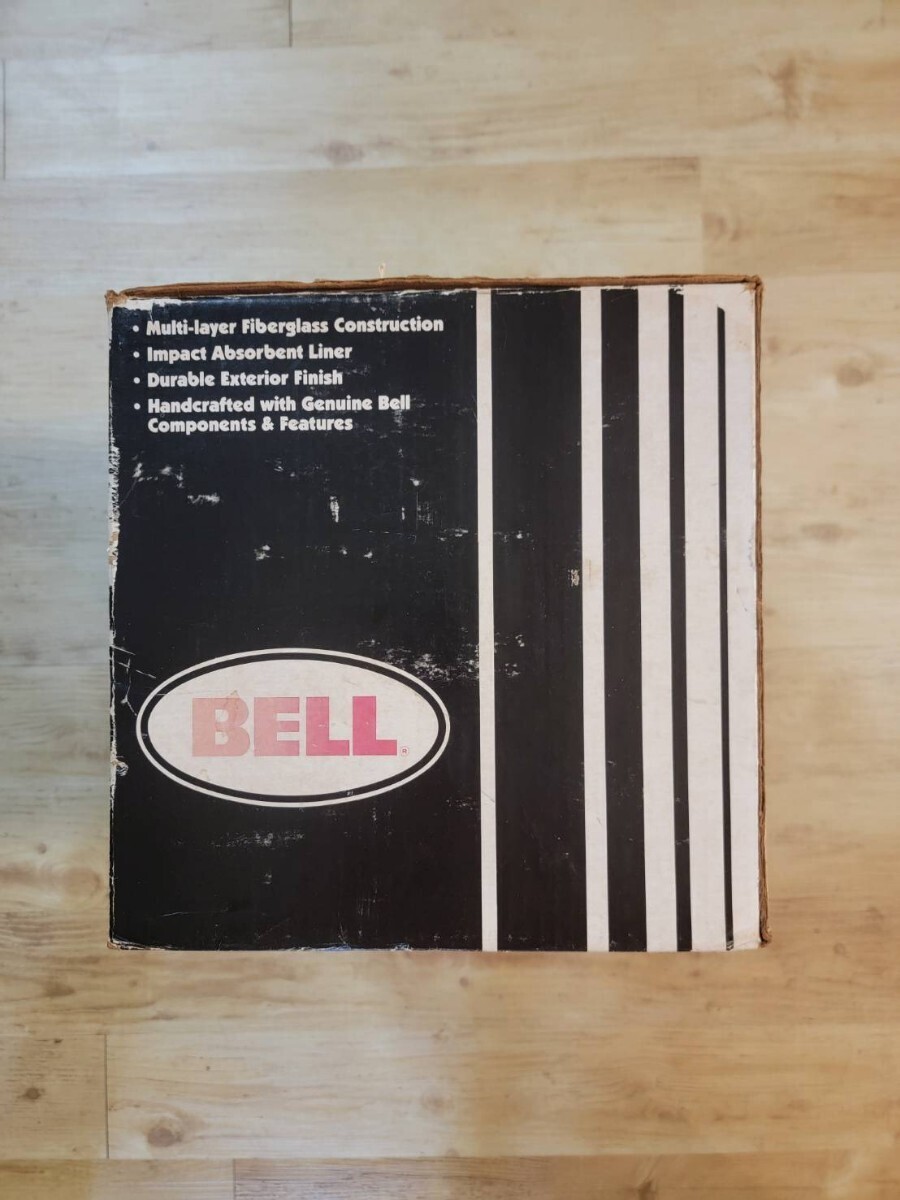 • Multi-layer Fiberglass Construction
• Impact Absorbent Liner
• Durable Exterior Finish
• Handcrafted with Genuine Bell
Components & Features
BELL®